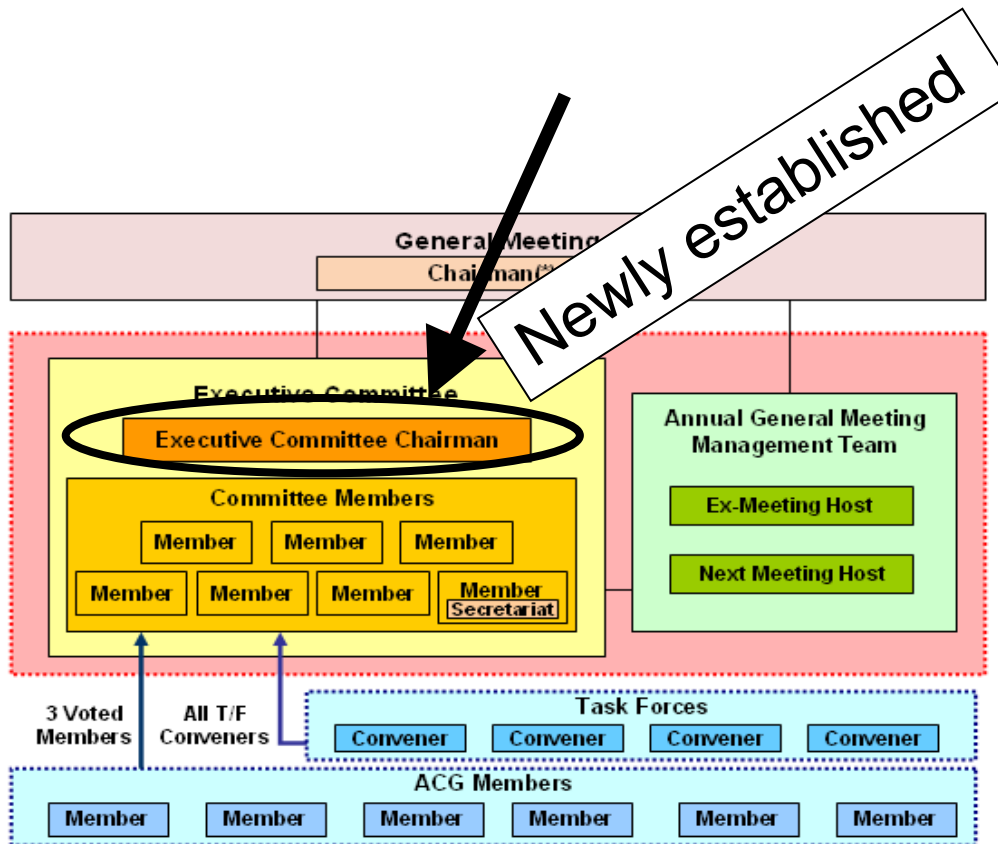 Newly established
General Meeting
Chairman(*)
Executive Committee
Executive Committee Chairman
Committee Members
Member
Member
Member
Member
Member
Member
Member
Secretariat
Annual General Meeting
Management Team
Ex-Meeting Host
Next Meeting Host
3 Voted
Members
All T/F
Conveners
Task Forces
Convener
Convener
Convener
Convener
ACG Members
Member
Member
Member
Member
Member
Member